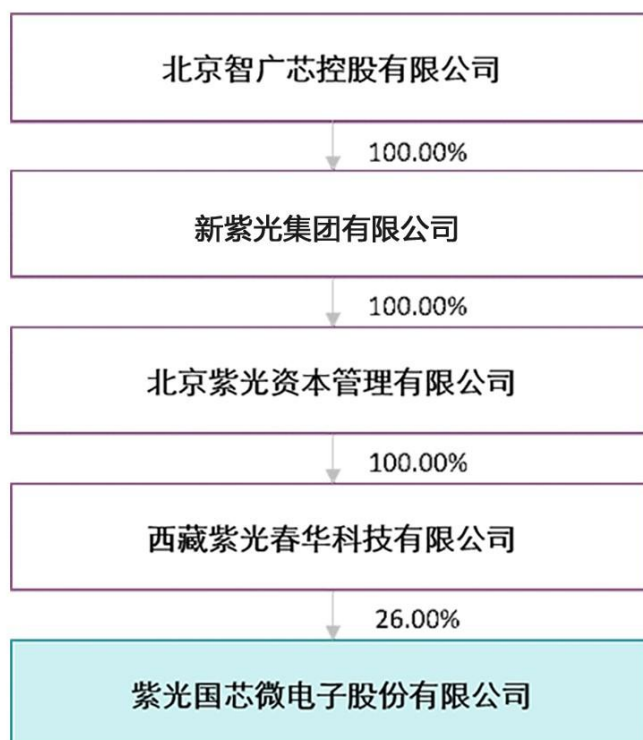 北京智广芯控股有限公司
100.00%
新紫光集团有限公司
100.00%
北京紫光资本管理有限公司
100.00%
西藏紫光春华科技有限公司
26.00%
紫光国芯微电子股份有限公司